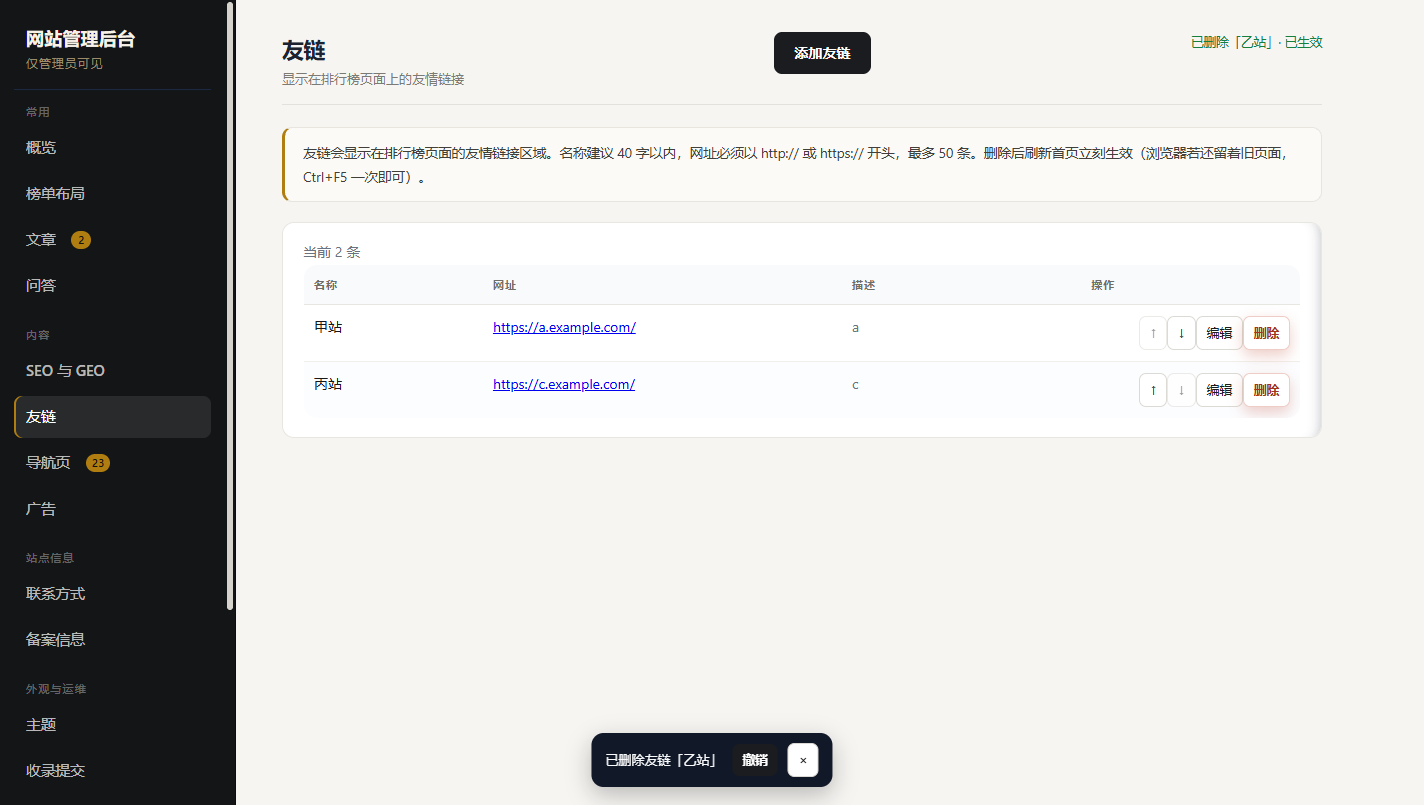 网站管理后台
仅管理员可见
常用
概览
榜单布局
文章 2
问答
内容
SEO 与 GEO
友链
导航页 23
广告
站点信息
联系方式
备案信息
外观与运维
主题
收录提交
友链
显示在排行榜页面上的友情链接
添加友链
已删除「乙站」· 已生效
友链会显示在排行榜页面的友情链接区域。名称建议 40 字以内，网址必须以 http:// 或 https:// 开头，最多 50 条。删除后刷新首页立刻生效（浏览器若还留着旧页面，
Ctrl+F5 一次即可）。
当前 2 条
名称 网址 描述 操作
甲站 https://a.example.com/ a ↑ ↓ 编辑 删除
丙站 https://c.example.com/ c ↑ ↓ 编辑 删除
已删除友链「乙站」 撤销 ×